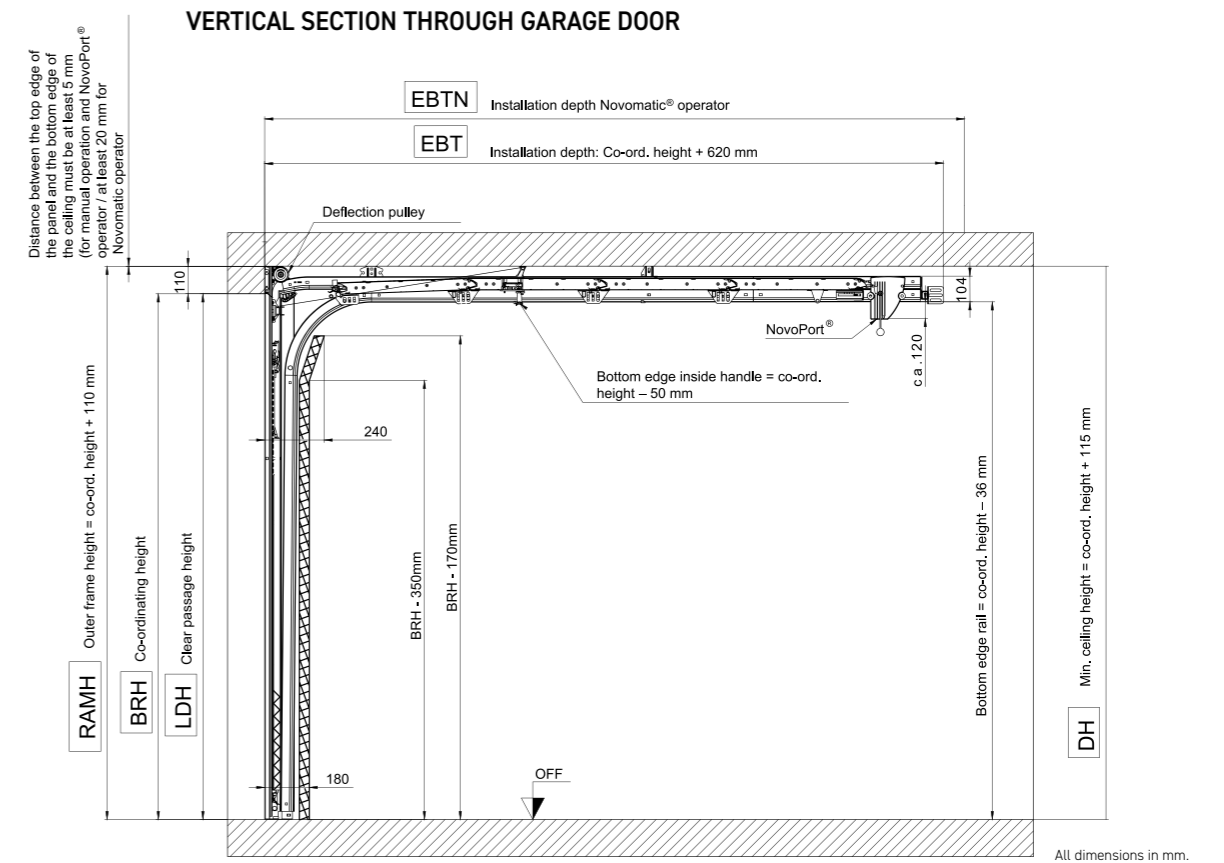 VERTICAL SECTION THROUGH GARAGE DOOR
Distance between the top edge of
the panel and the bottom edge of
the ceiling must be at least 5 mm
(for manual operation and NovoPort®
operator / at least 20 mm for
Novomatic operator
EBTN Installation depth Novomatic® operator
EBT Installation depth: Co-ord. height + 620 mm
Deflection pulley
110
104
NovoPort®
ca.120
Bottom edge inside handle = co-ord.
height – 50 mm
240
RAMH Outer frame height = co-ord. height + 110 mm
BRH Co-ordinating height
LDH Clear passage height
BRH - 350mm
BRH - 170mm
Bottom edge rail = co-ord. height – 36 mm
DH Min. ceiling height = co-ord. height + 115 mm
180
OFF
All dimensions in mm.